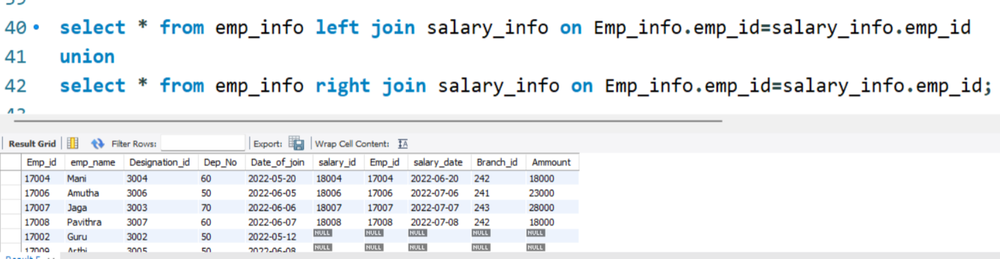 39
40 select * from emp_info left join salary_info on Emp_info.emp_id=salary_info.emp_id
41 union
42 select * from emp_info right join salary_info on Emp_info.emp_id=salary_info.emp_id;
43
Result Grid Filter Rows: Export: Wrap Cell Content: IA
Emp_id emp_name Designation_id Dep_No Date_of_join salary_id Emp_id salary_date Branch_id Ammount
17004 Mani 3004 60 2022-05-20 18004 17004 2022-06-20 242 18000
17006 Amutha 3006 50 2022-06-05 18006 17006 2022-07-06 241 23000
17007 Jaga 3003 70 2022-06-06 18007 17007 2022-07-07 243 28000
17008 Pavithra 3007 60 2022-06-07 18008 17008 2022-07-08 242 18000
17002 Guru 3002 50 2022-05-12 NULL NULL NULL NULL NULL
17009 Arthi 3005 50 2022-06-08 NULL NULL NULL NULL NULL